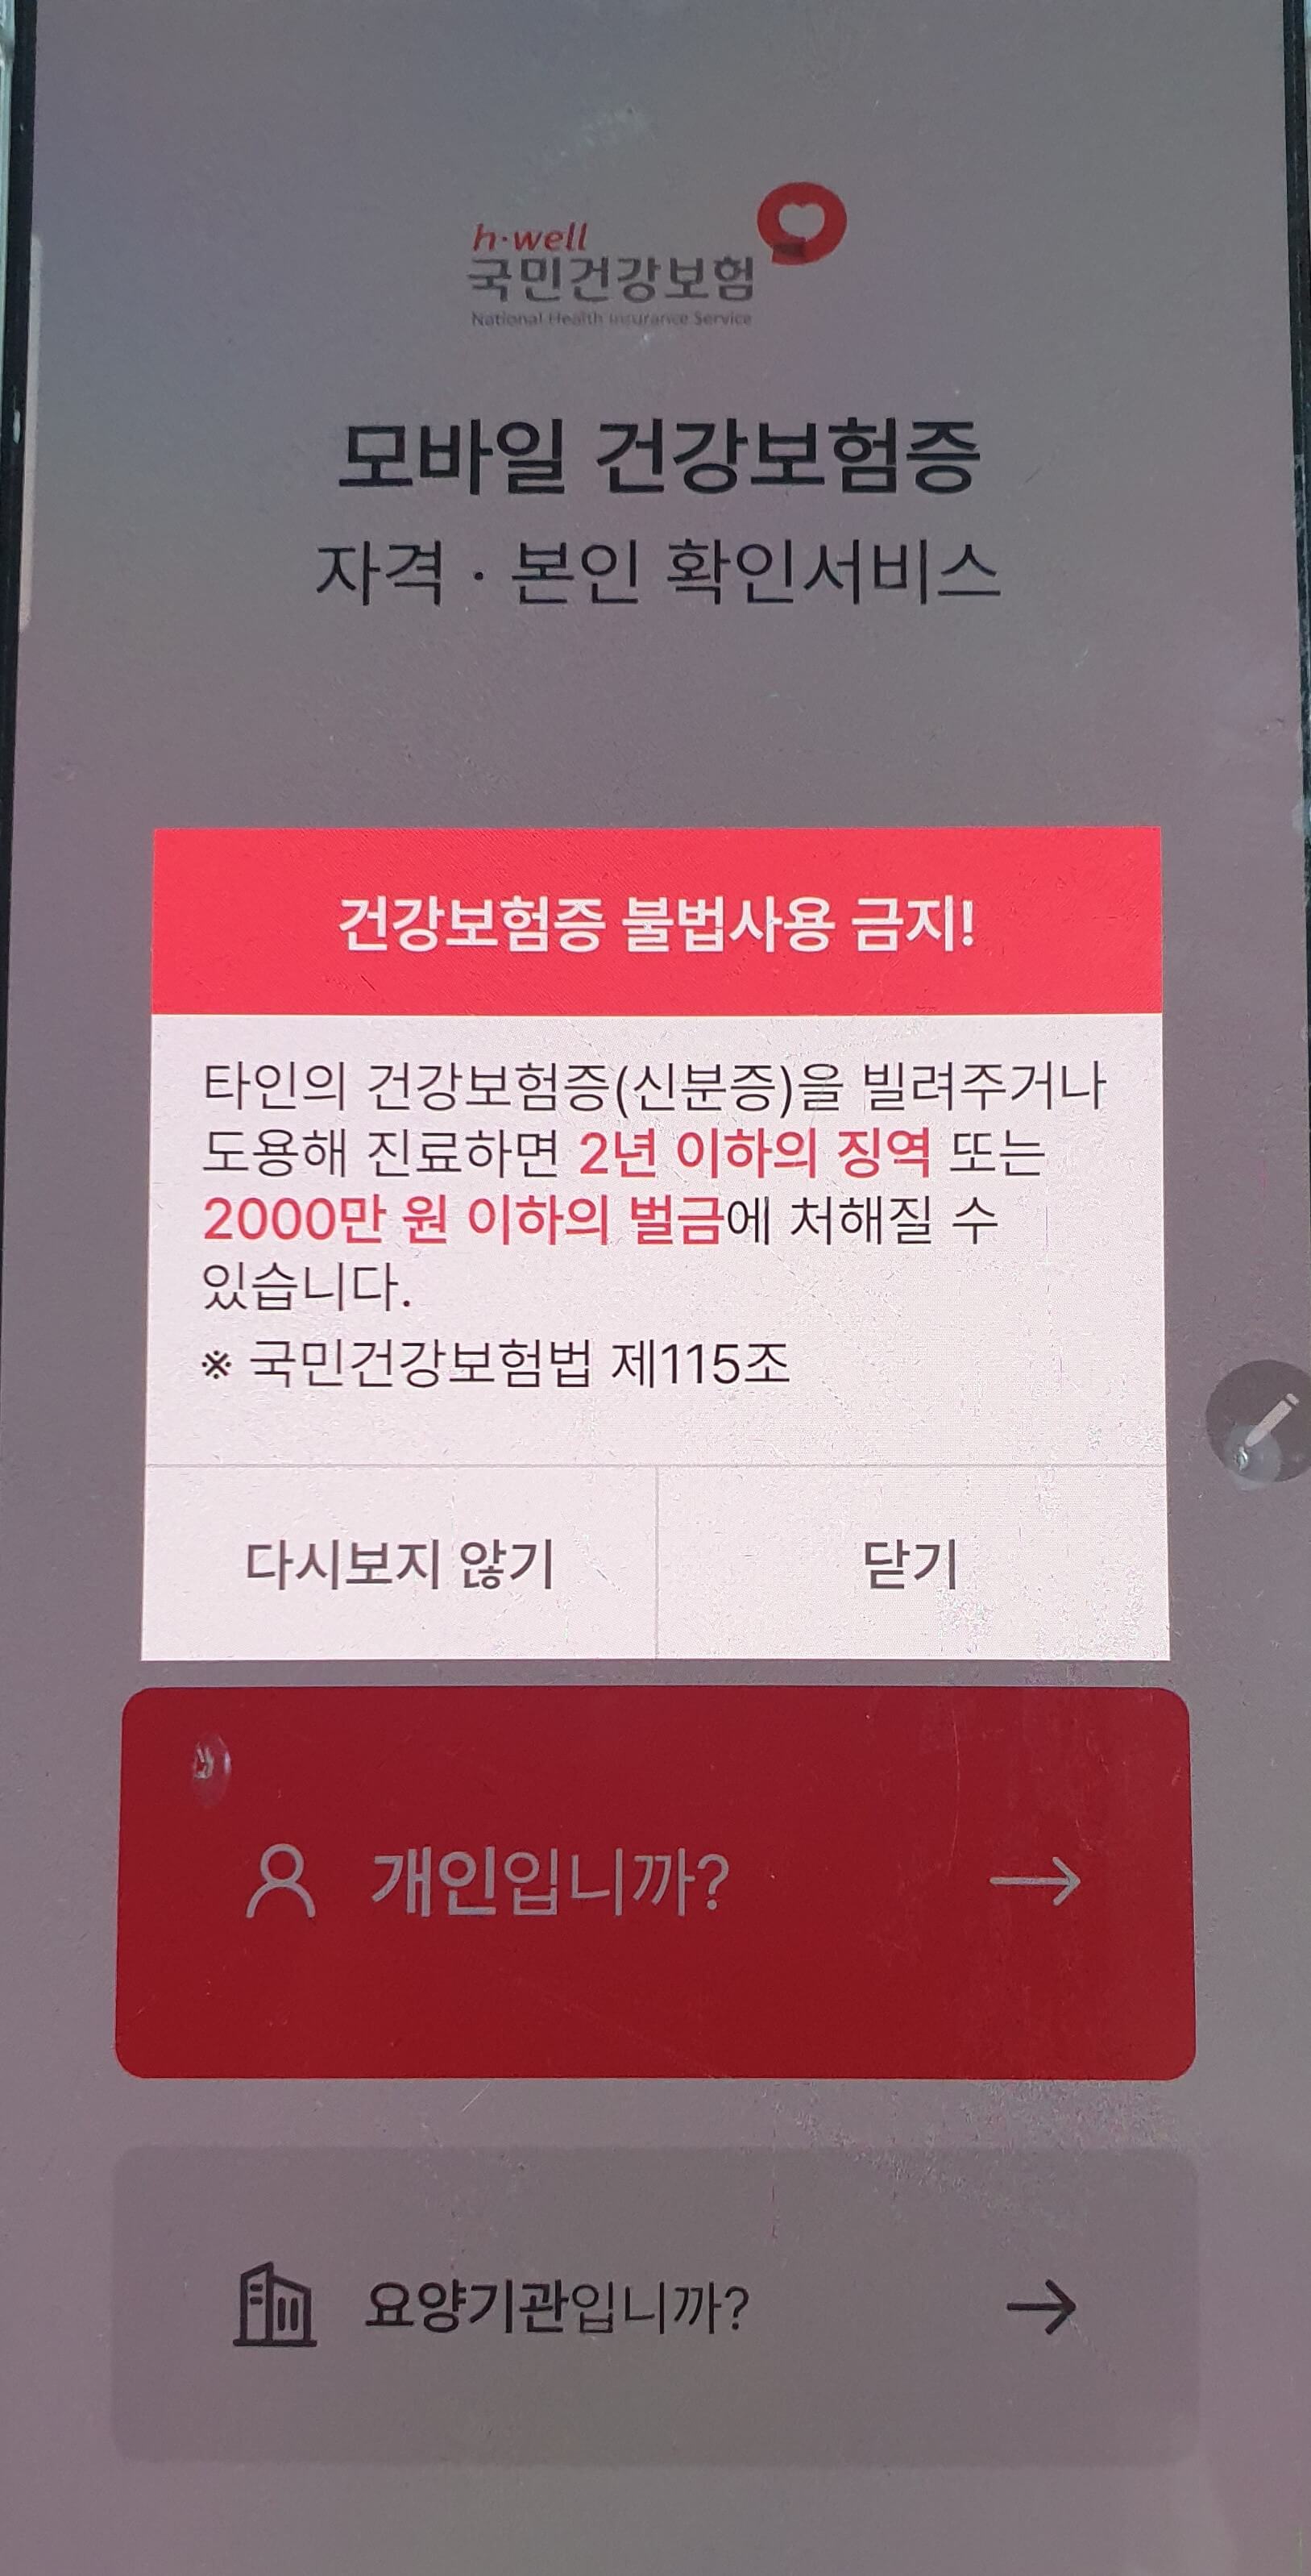 h·well
국민건강보험
National Health Insurance Service
모바일 건강보험증
자격 · 본인 확인서비스
건강보험증 불법사용 금지!
타인의 건강보험증(신분증)을 빌려주거나
도용해 진료하면 2년 이하의 징역 또는
2000만 원 이하의 벌금에 처해질 수
있습니다.
※ 국민건강보험법 제115조
다시보지 않기
닫기
개인입니까?
요양기관입니까?